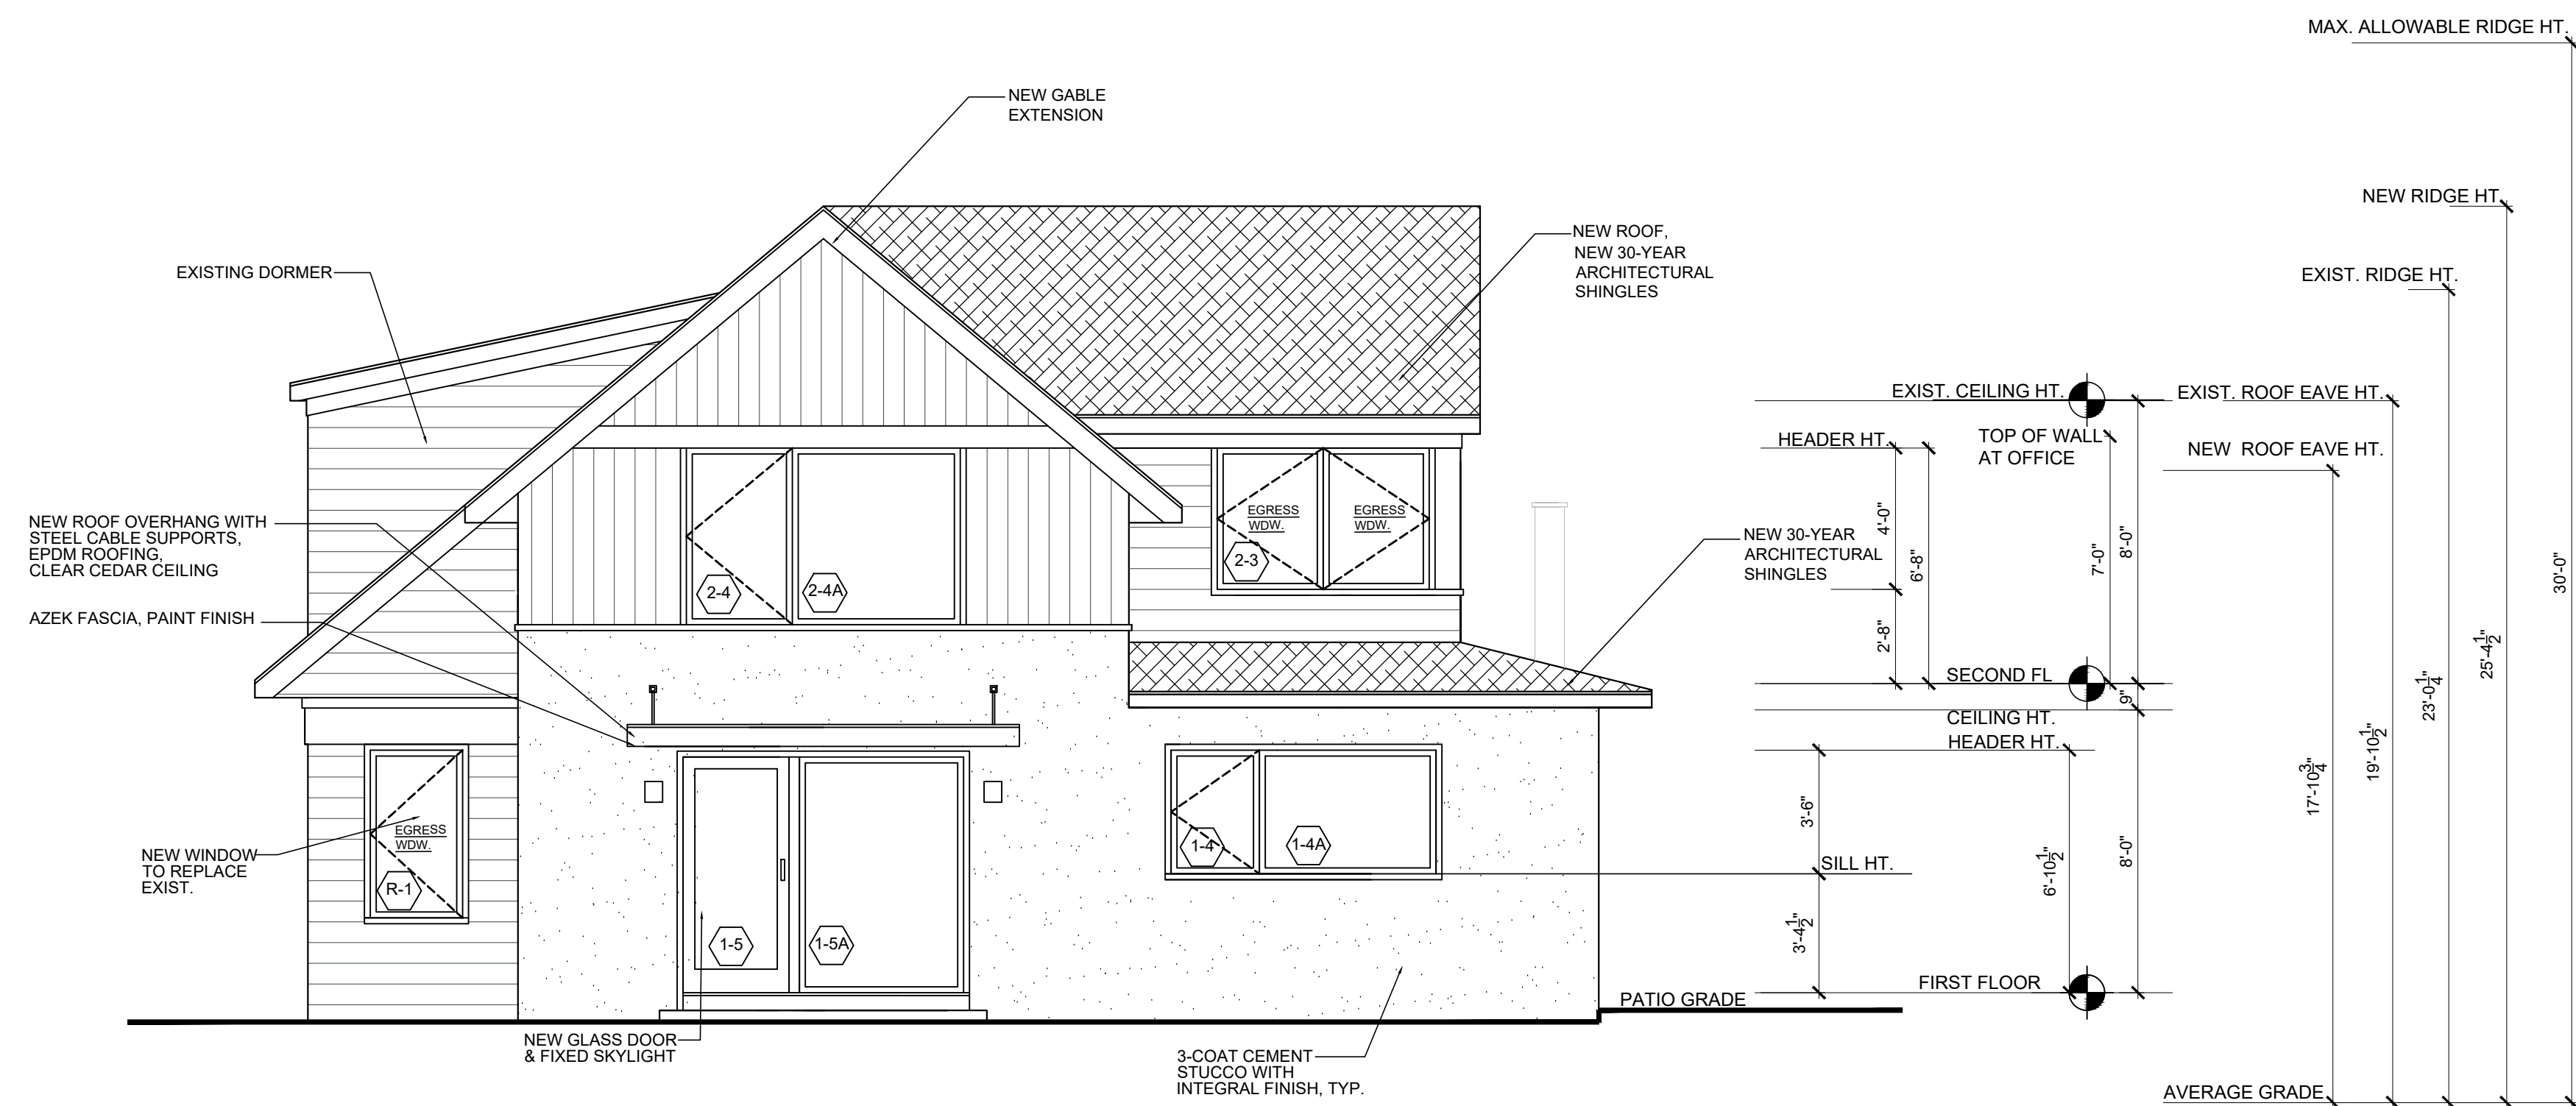 MAX. ALLOWABLE RIDGE HT.
NEW GABLE
EXTENSION
NEW RIDGE HT.
NEW ROOF,
NEW 30-YEAR
ARCHITECTURAL
SHINGLES
EXISTING DORMER
EXIST. RIDGE HT.
EXIST. CEILING HT.
EXIST. ROOF EAVE HT.
HEADER HT.
TOP OF WALL
AT OFFICE
NEW ROOF EAVE HT.
NEW ROOF OVERHANG WITH
STEEL CABLE SUPPORTS,
EPDM ROOFING,
CLEAR CEDAR CEILING
AZEK FASCIA, PAINT FINISH
EGRESS
WDW.
EGRESS
WDW.
2-4
2-4A
2-3
NEW 30-YEAR
ARCHITECTURAL
SHINGLES
4'-0"
6'-8"
7'-0"
8'-0"
30'-0"
2'-8"
25'-4 1/2"
SECOND FL
9"
23'-0 1/4"
CEILING HT.
HEADER HT.
19'-10 1/2"
17'-10 3/4"
3'-6"
6'-10 1/2"
8'-0"
EGRESS
WDW.
R-1
NEW WINDOW
TO REPLACE
EXIST.
1-4
1-4A
SILL HT.
1-5
1-5A
3'-4 1/2"
FIRST FLOOR
PATIO GRADE
NEW GLASS DOOR
& FIXED SKYLIGHT
3-COAT CEMENT
STUCCO WITH
INTEGRAL FINISH, TYP.
AVERAGE GRADE